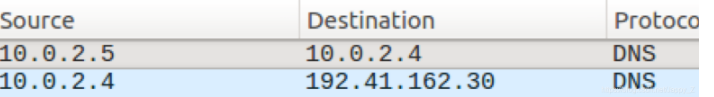 Source Destination Protoco
10.0.2.5 10.0.2.4 DNS
10.0.2.4 192.41.162.30 DNS